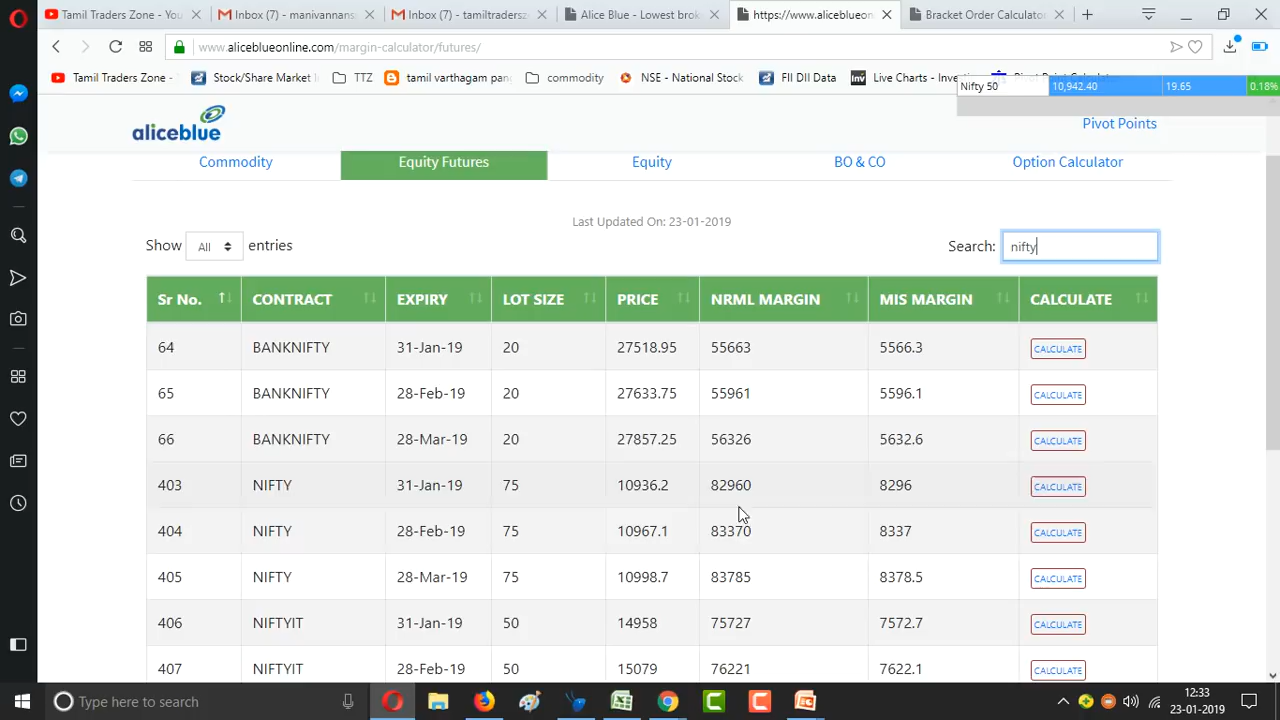 Tamil Traders Zone - You
Inbox (7) - manivannans
Inbox (7) - tamiltradersz
Alice Blue - Lowest brok
https://www.aliceblueon
Bracket Order Calculator
www.aliceblueonline.com/margin-calculator/futures/
Tamil Traders Zone -
Stock/Share Market
TTZ
tamil varthagam pan
commodity
NSE - National Stock
FII DII Data
Inv
Live Charts - Inve
Nifty 50
10,942.40
19.65
0.18%
aliceblue
Pivot Points
Commodity
Equity Futures
Equity
BO & CO
Option Calculator
Last Updated On: 23-01-2019
Show All entries
Search: nifty
Sr No. CONTRACT EXPIRY LOT SIZE PRICE NRML MARGIN MIS MARGIN CALCULATE
64 BANKNIFTY 31-Jan-19 20 27518.95 55663 5566.3 CALCULATE
65 BANKNIFTY 28-Feb-19 20 27633.75 55961 5596.1 CALCULATE
66 BANKNIFTY 28-Mar-19 20 27857.25 56326 5632.6 CALCULATE
403 NIFTY 31-Jan-19 75 10936.2 82960 8296 CALCULATE
404 NIFTY 28-Feb-19 75 10967.1 83370 8337 CALCULATE
405 NIFTY 28-Mar-19 75 10998.7 83785 8378.5 CALCULATE
406 NIFTYIT 31-Jan-19 50 14958 75727 7572.7 CALCULATE
407 NIFTYIT 28-Feb-19 50 15079 76221 7622.1 CALCULATE
Type here to search
12:33
23-01-2019